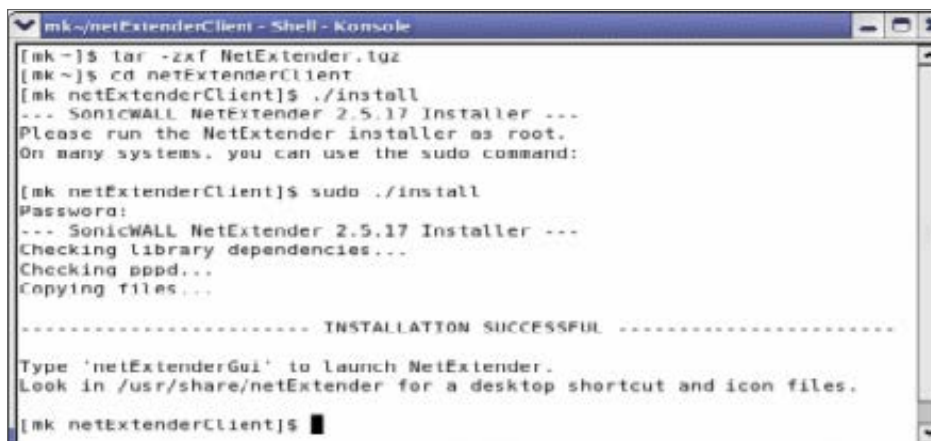 mk~/netExtenderClient - Shell - Konsole
[mk ~]$ tar -zxf NetExtender.tgz
[mk ~]$ cd netExtenderClient
[mk netExtenderClient]$ ./install
--- SonicWALL NetExtender 2.5.17 Installer ---
Please run the NetExtender installer as root.
On many systems, you can use the sudo command:
[mk netExtenderClient]$ sudo ./install
Password:
--- SonicWALL NetExtender 2.5.17 Installer ---
Checking library dependencies...
Checking pppd...
Copying files...
------------------------ INSTALLATION SUCCESSFUL -----------------------
Type 'netExtenderGui' to launch NetExtender.
Look in /usr/share/netExtender for a desktop shortcut and icon files.
[mk netExtenderClient]$